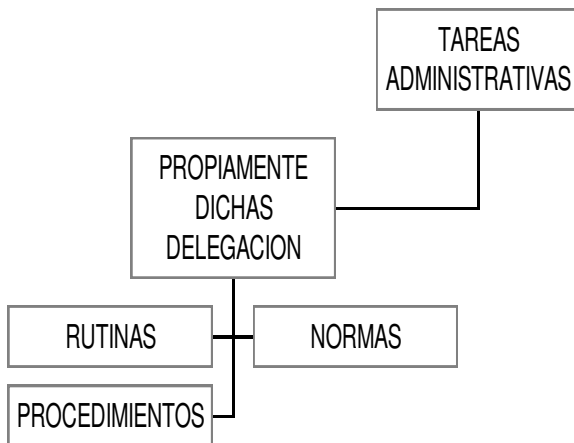 TAREAS
ADMINISTRATIVAS
PROPIAMENTE
DICHAS
DELEGACION
RUTINAS
NORMAS
PROCEDIMIENTOS